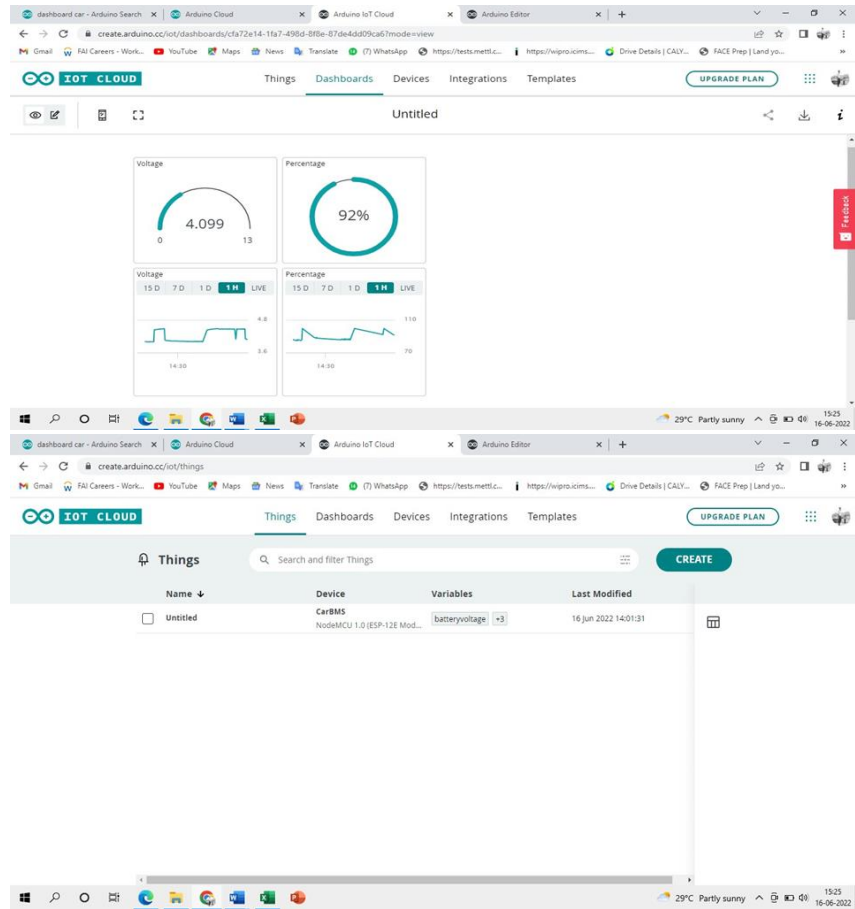 dashboard car - Arduino Search
Arduino Cloud
Arduino IoT Cloud
Arduino Editor
create.arduino.cc/iot/dashboards/cfa72e14-1fa7-498d-8f8e-87de4dd09ca6?mode=view
Gmail
FAI Careers - Work...
YouTube
Maps
News
Translate
(7) WhatsApp
https://tests.mettl.c...
https://wipro.icims....
Drive Details | CALY...
FACE Prep | Land yo...
IOT CLOUD
Things
Dashboards
Devices
Integrations
Templates
UPGRADE PLAN
Untitled
Feedback
Voltage
4.099
0
13
Percentage
92%
Voltage
15 D 7 D 1 D 1 H LIVE
4.8
3.6
14:30
Percentage
15 D 7 D 1 D 1 H LIVE
110
70
14:30
29°C Partly sunny
15:25
16-06-2022
dashboard car - Arduino Search
Arduino Cloud
Arduino IoT Cloud
Arduino Editor
create.arduino.cc/iot/things
Gmail
FAI Careers - Work...
YouTube
Maps
News
Translate
(7) WhatsApp
https://tests.mettl.c...
https://wipro.icims....
Drive Details | CALY...
FACE Prep | Land yo...
IOT CLOUD
Things
Dashboards
Devices
Integrations
Templates
UPGRADE PLAN
Things
Search and filter Things
CREATE
Name
Device
Variables
Last Modified
Untitled
CarBMS
NodeMCU 1.0 (ESP-12E Mod...
batteryvoltage
+3
16 Jun 2022 14:01:31
29°C Partly sunny
15:25
16-06-2022